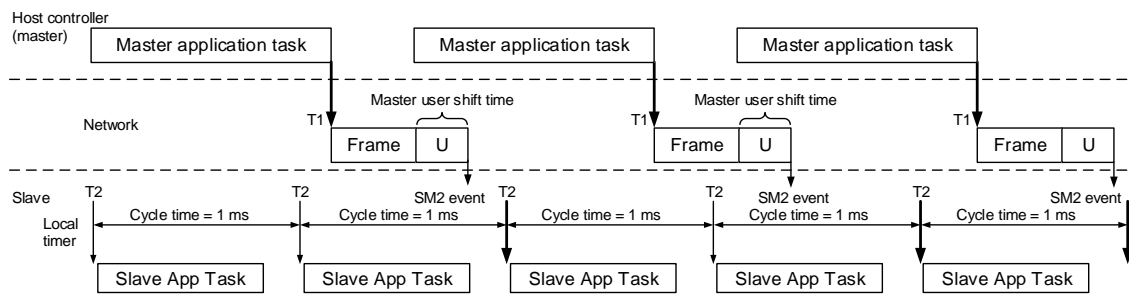 Host controller
(master)
Master application task
Master application task
Master application task
Master user shift time
Master user shift time
Network
T1
T1
T1
Frame
U
Frame
U
Frame
U
Slave
T2
T2
SM2 event
T2
T2
SM2 event
T2
SM2 event
Local
timer
Cycle time = 1 ms
Cycle time = 1 ms
Cycle time = 1 ms
Cycle time = 1 ms
Cycle time = 1 ms
Slave App Task
Slave App Task
Slave App Task
Slave App Task
Slave App Task